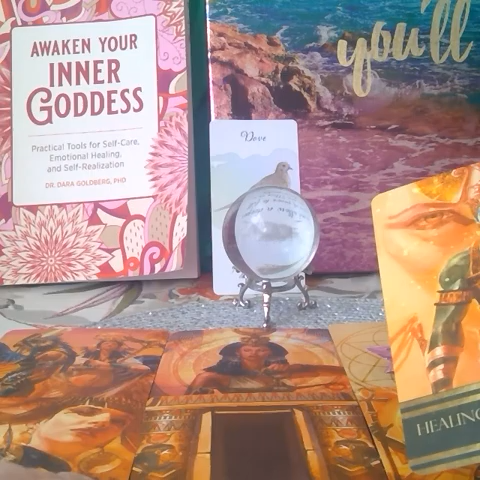 AWAKEN YOUR
INNER
GODDESS
Practical Tools for Self-Care,
Emotional Healing,
and Self-Realization
DR. DARA GOLDBERG, PHD
you'll
Dove
HEALING